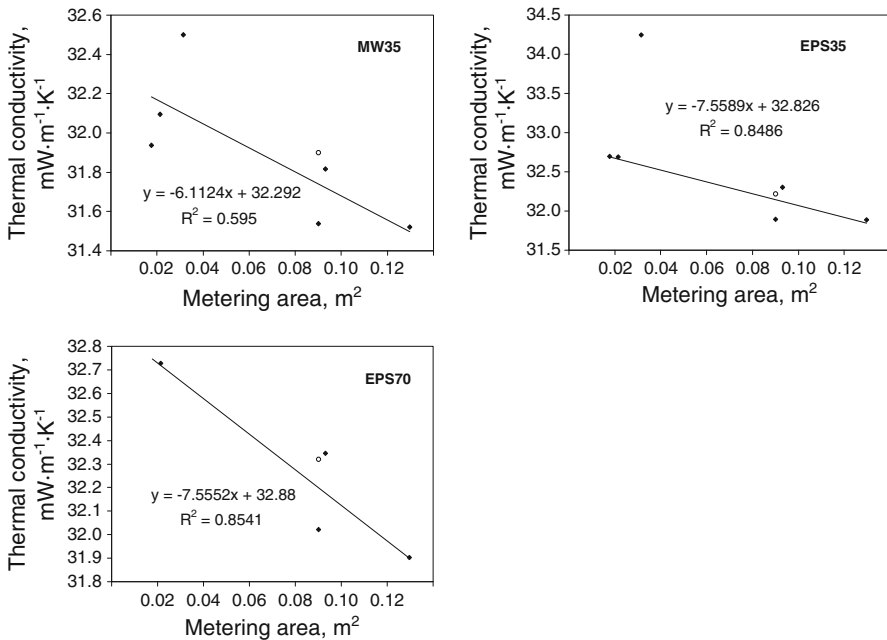 Thermal conductivity,
mW·m-1·K-1
32.6
32.4
32.2
32.0
31.8
31.6
31.4
MW35
y = -6.1124x + 32.292
R2 = 0.595
0.02 0.04 0.06 0.08 0.10 0.12
Metering area, m2
Thermal conductivity,
mW·m-1·K-1
34.5
34.0
33.5
33.0
32.5
32.0
31.5
EPS35
y = -7.5589x + 32.826
R2 = 0.8486
0.02 0.04 0.06 0.08 0.10 0.12
Metering area, m2
Thermal conductivity,
mW·m-1·K-1
32.8
32.7
32.6
32.5
32.4
32.3
32.2
32.1
32.0
31.9
31.8
EPS70
y = -7.5552x + 32.88
R2 = 0.8541
0.02 0.04 0.06 0.08 0.10 0.12
Metering area, m2